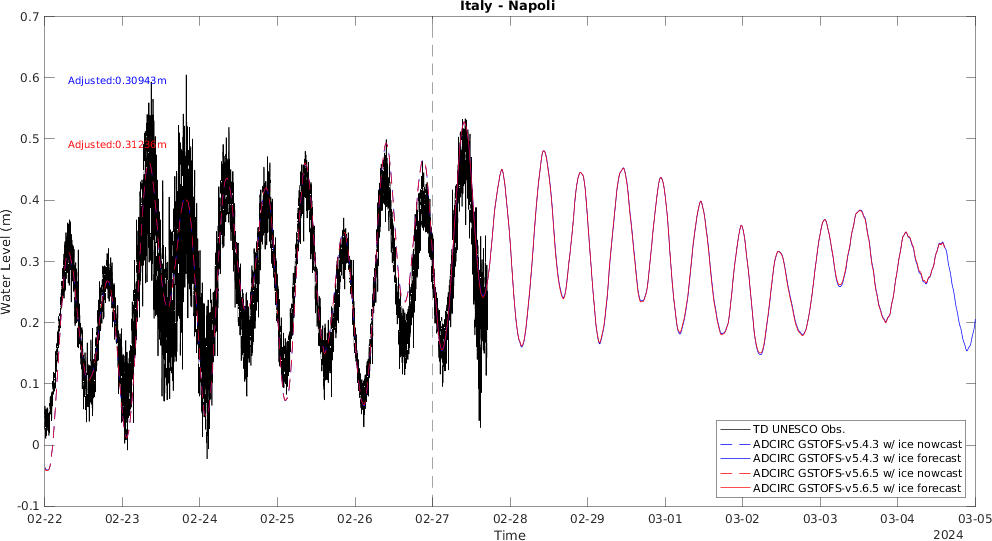 Italy - Napoli
0.7
0.6
0.5
0.4
0.3
0.2
0.1
0
-0.1
Water Level (m)
Adjusted:0.30943m
TD UNESCO Obs.
ADCIRC GSTOFS-v5.4.3 w/ ice nowcast
ADCIRC GSTOFS-v5.4.3 w/ ice forecast
ADCIRC GSTOFS-v5.6.5 w/ ice nowcast
ADCIRC GSTOFS-v5.6.5 w/ ice forecast
02-22 02-23 02-24 02-25 02-26 02-27 02-28 02-29 03-01 03-02 03-03 03-04 03-05
Time
2024